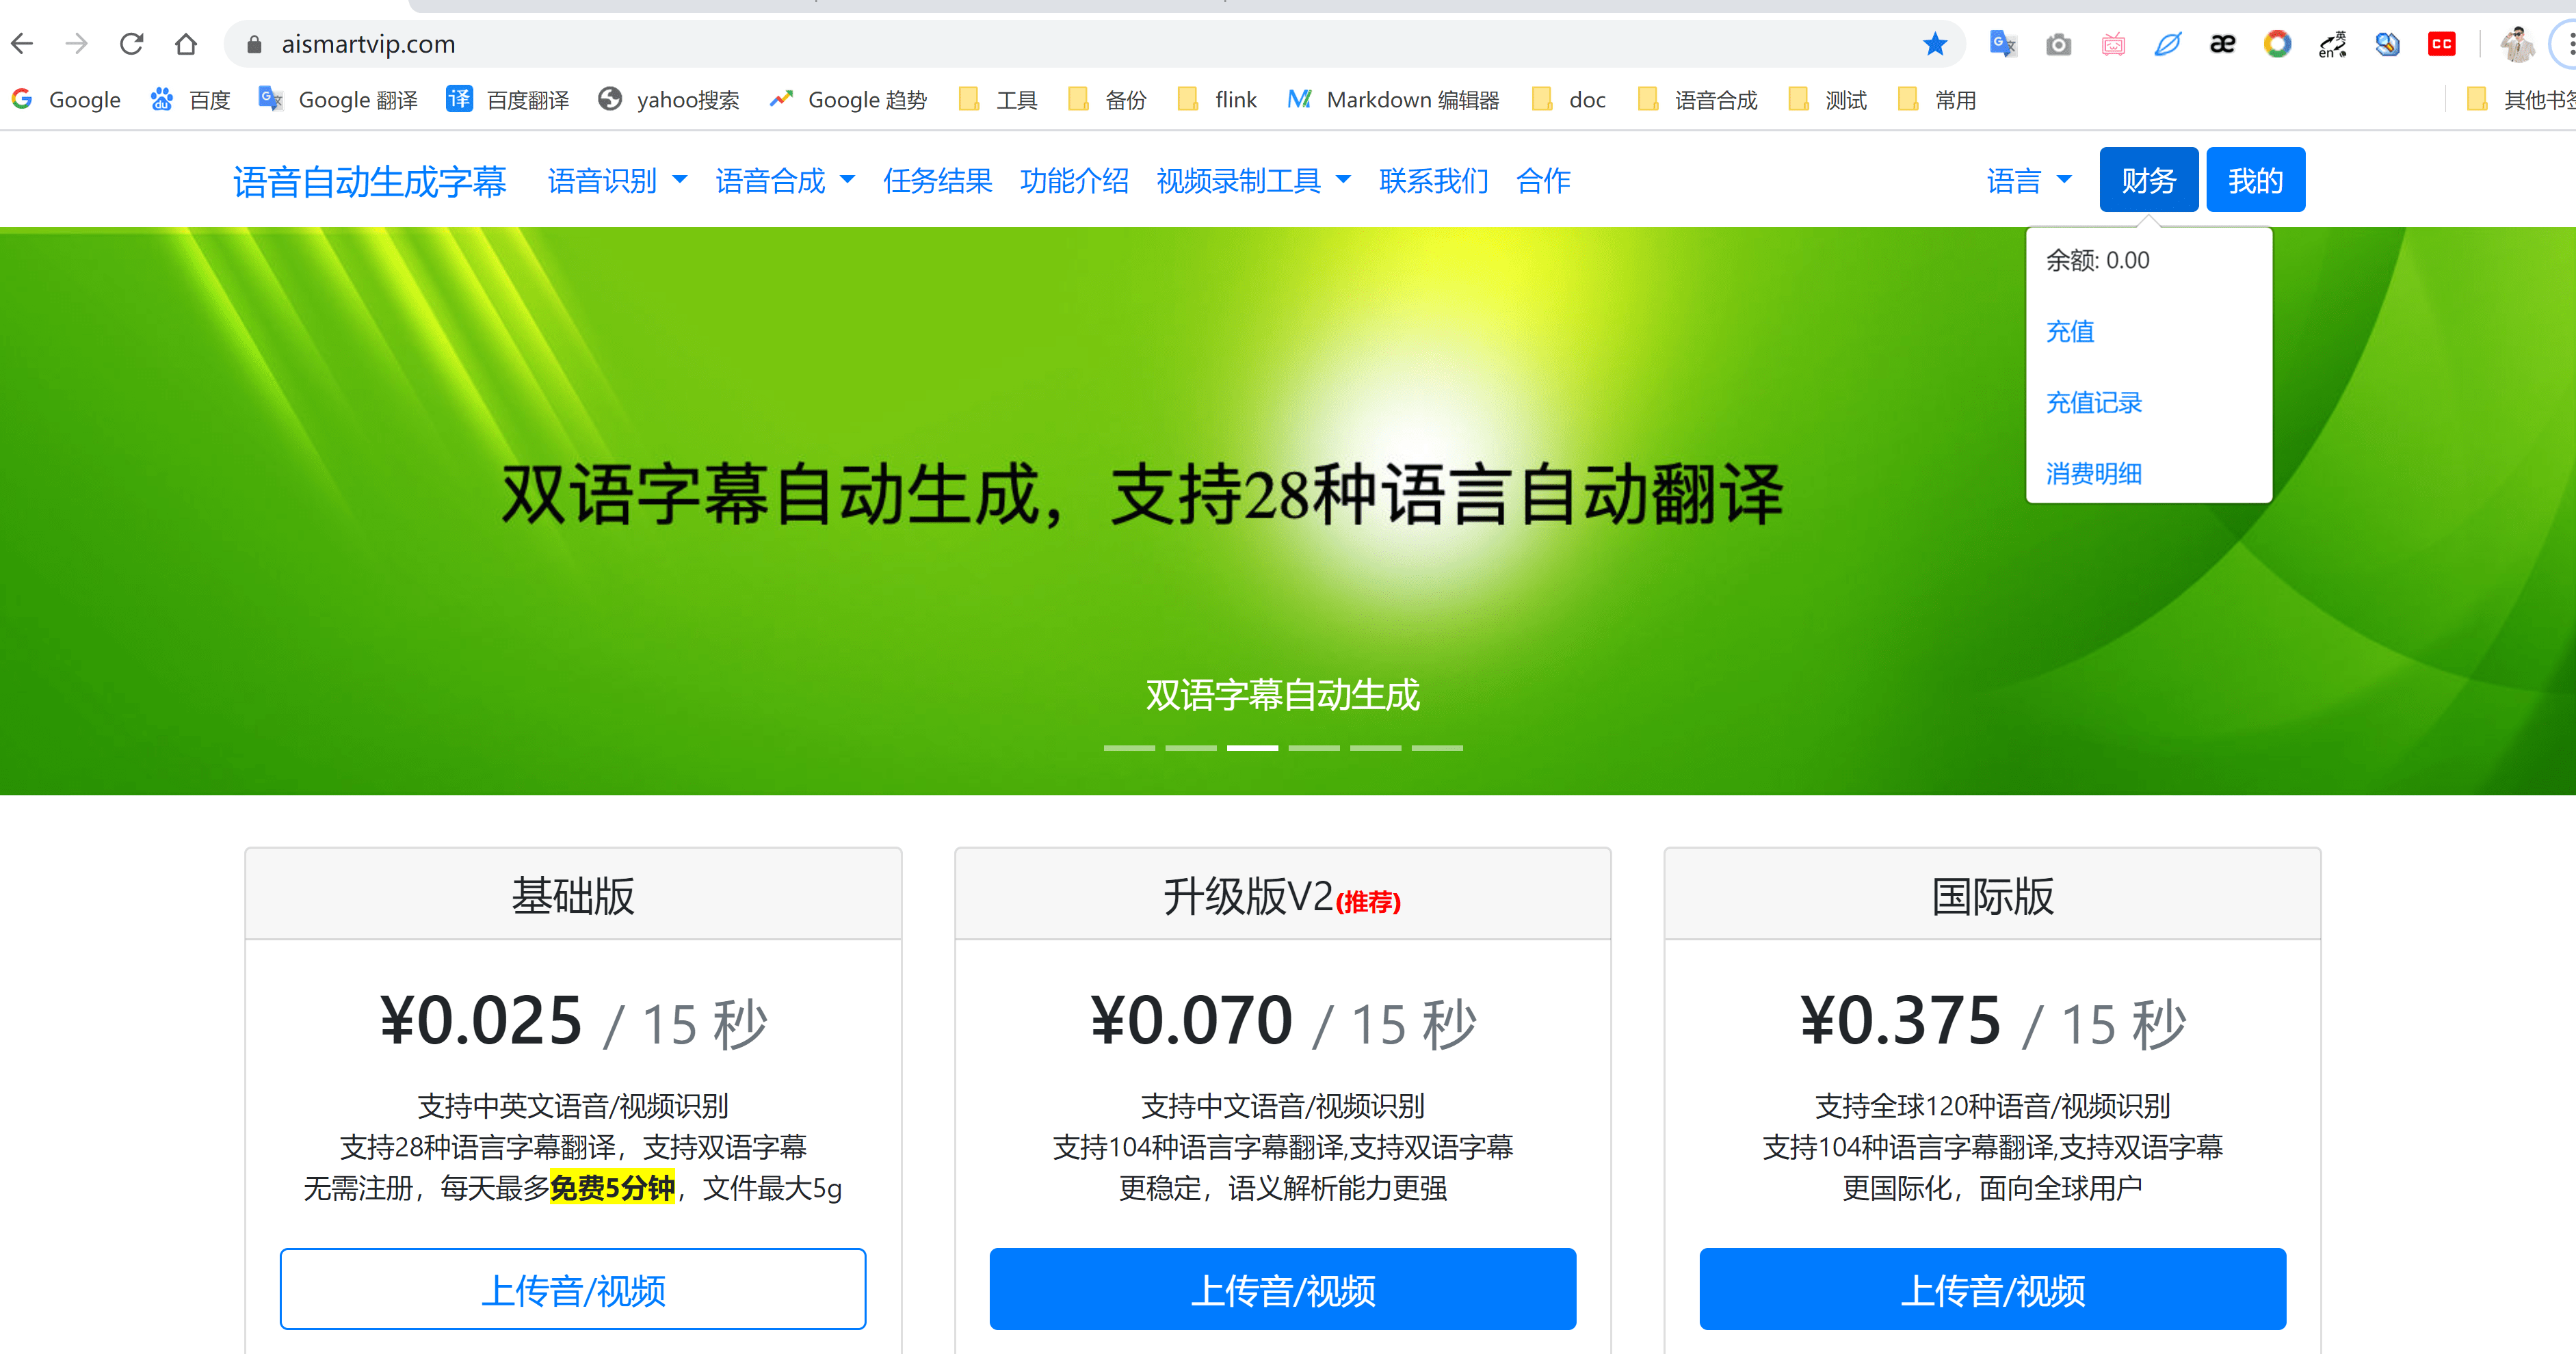 aismartvip.com
Google 百度 Google 翻译 译 百度翻译 yahoo搜索 Google 趋势 工具 备份 flink Markdown 编辑器 doc 语音合成 测试 常用 其他书签
语音自动生成字幕 语音识别 语音合成 任务结果 功能介绍 视频录制工具 联系我们 合作 语言 财务 我的
余额: 0.00
充值
充值记录
消费明细
双语字幕自动生成，支持28种语言自动翻译
双语字幕自动生成
基础版
¥0.025 / 15 秒
支持中英文语音/视频识别
支持28种语言字幕翻译，支持双语字幕
无需注册，每天最多免费5分钟，文件最大5g
上传音/视频
升级版V2(推荐)
¥0.070 / 15 秒
支持中文语音/视频识别
支持104种语言字幕翻译,支持双语字幕
更稳定，语义解析能力更强
上传音/视频
国际版
¥0.375 / 15 秒
支持全球120种语音/视频识别
支持104种语言字幕翻译,支持双语字幕
更国际化，面向全球用户
上传音/视频